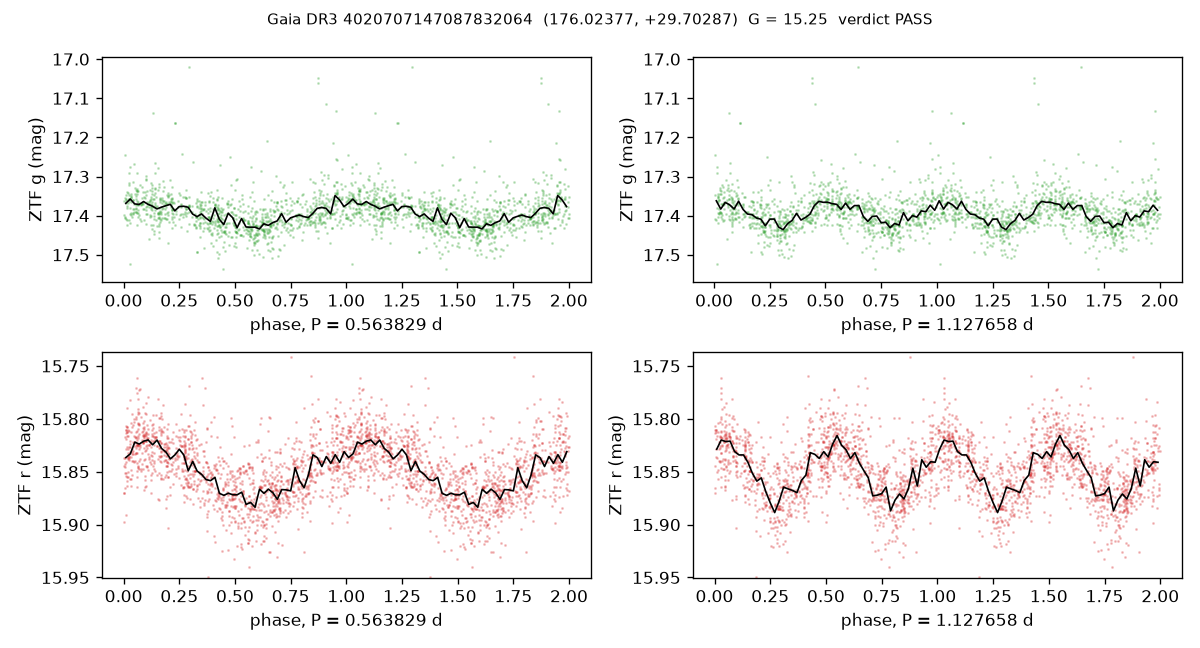 Gaia DR3 4020707147087832064 (176.02377, +29.70287) G = 15.25 verdict PASS
ZTF g (mag)
17.0
17.1
17.2
17.3
17.4
17.5
0.00 0.25 0.50 0.75 1.00 1.25 1.50 1.75 2.00
phase, P = 0.563829 d
ZTF g (mag)
17.0
17.1
17.2
17.3
17.4
17.5
0.00 0.25 0.50 0.75 1.00 1.25 1.50 1.75 2.00
phase, P = 1.127658 d
ZTF r (mag)
15.75
15.80
15.85
15.90
15.95
0.00 0.25 0.50 0.75 1.00 1.25 1.50 1.75 2.00
phase, P = 0.563829 d
ZTF r (mag)
15.75
15.80
15.85
15.90
15.95
0.00 0.25 0.50 0.75 1.00 1.25 1.50 1.75 2.00
phase, P = 1.127658 d